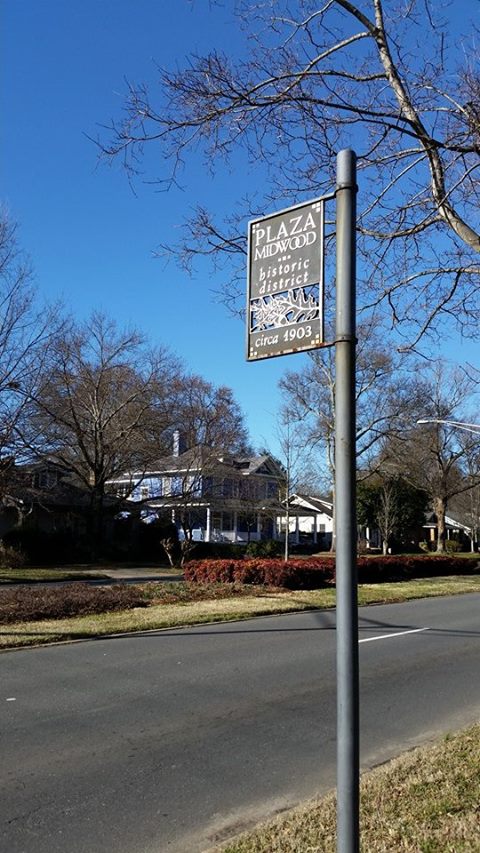 PLAZA
MIDWOOD
historic
district
circa 1903